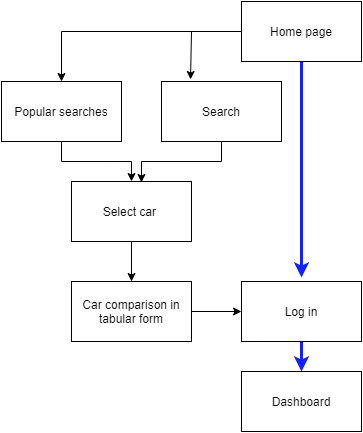 Home page
Popular searches
Search
Select car
Car comparison in
tabular form
Log in
Dashboard